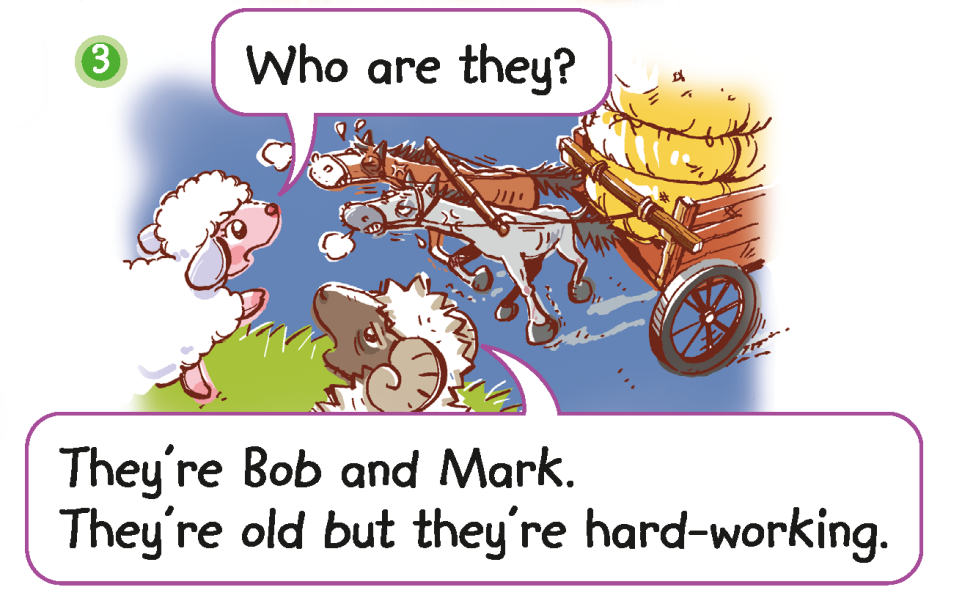 3
Who are they?
They're Bob and Mark.
They're old but they're hard-working.